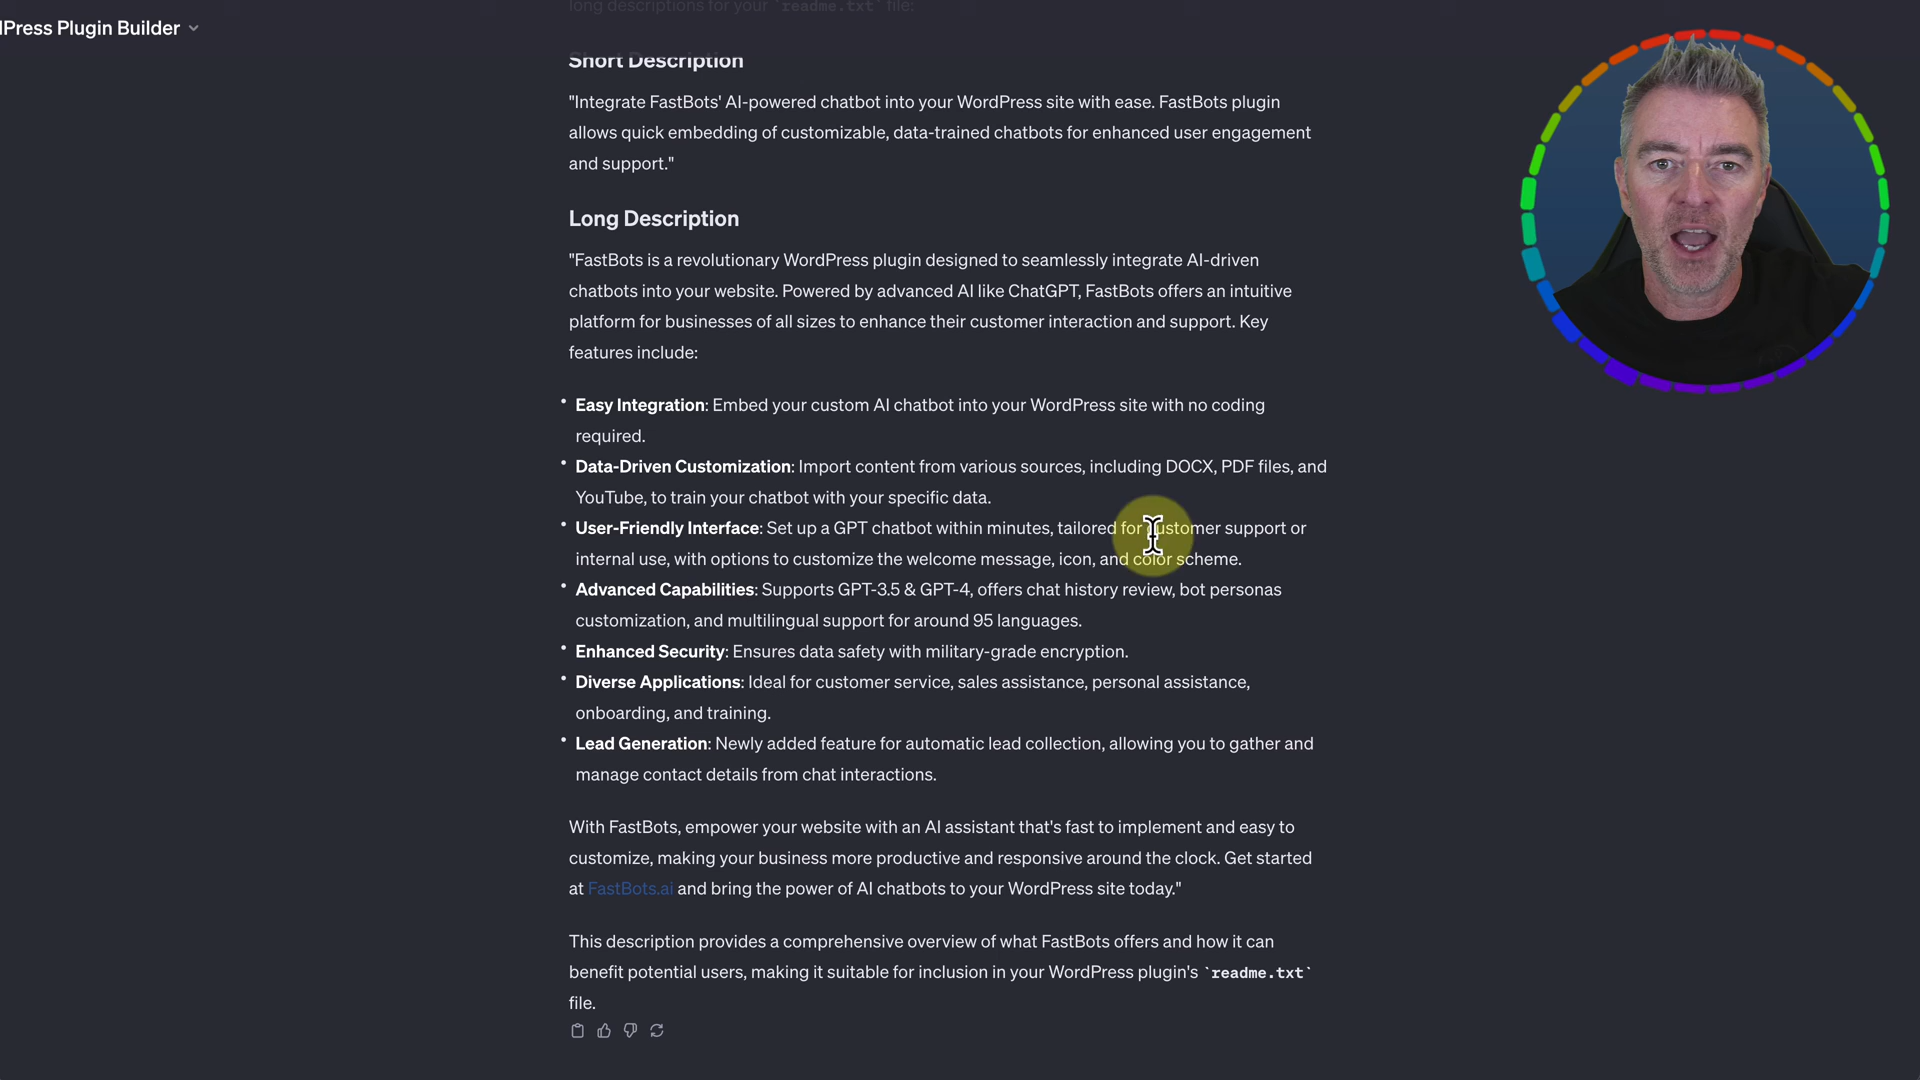 long descriptions for your `readme.txt` file:
Press Plugin Builder
Short Description
"Integrate FastBots' AI-powered chatbot into your WordPress site with ease. FastBots plugin
allows quick embedding of customizable, data-trained chatbots for enhanced user engagement
and support."
Long Description
"FastBots is a revolutionary WordPress plugin designed to seamlessly integrate AI-driven
chatbots into your website. Powered by advanced AI like ChatGPT, FastBots offers an intuitive
platform for businesses of all sizes to enhance their customer interaction and support. Key
features include:
• Easy Integration: Embed your custom AI chatbot into your WordPress site with no coding
required.
• Data-Driven Customization: Import content from various sources, including DOCX, PDF files, and
YouTube, to train your chatbot with your specific data.
• User-Friendly Interface: Set up a GPT chatbot within minutes, tailored for customer support or
internal use, with options to customize the welcome message, icon, and color scheme.
• Advanced Capabilities: Supports GPT-3.5 & GPT-4, offers chat history review, bot personas
customization, and multilingual support for around 95 languages.
• Enhanced Security: Ensures data safety with military-grade encryption.
• Diverse Applications: Ideal for customer service, sales assistance, personal assistance,
onboarding, and training.
• Lead Generation: Newly added feature for automatic lead collection, allowing you to gather and
manage contact details from chat interactions.
With FastBots, empower your website with an AI assistant that's fast to implement and easy to
customize, making your business more productive and responsive around the clock. Get started
at FastBots.ai and bring the power of AI chatbots to your WordPress site today."
This description provides a comprehensive overview of what FastBots offers and how it can
benefit potential users, making it suitable for inclusion in your WordPress plugin's `readme.txt`
file.